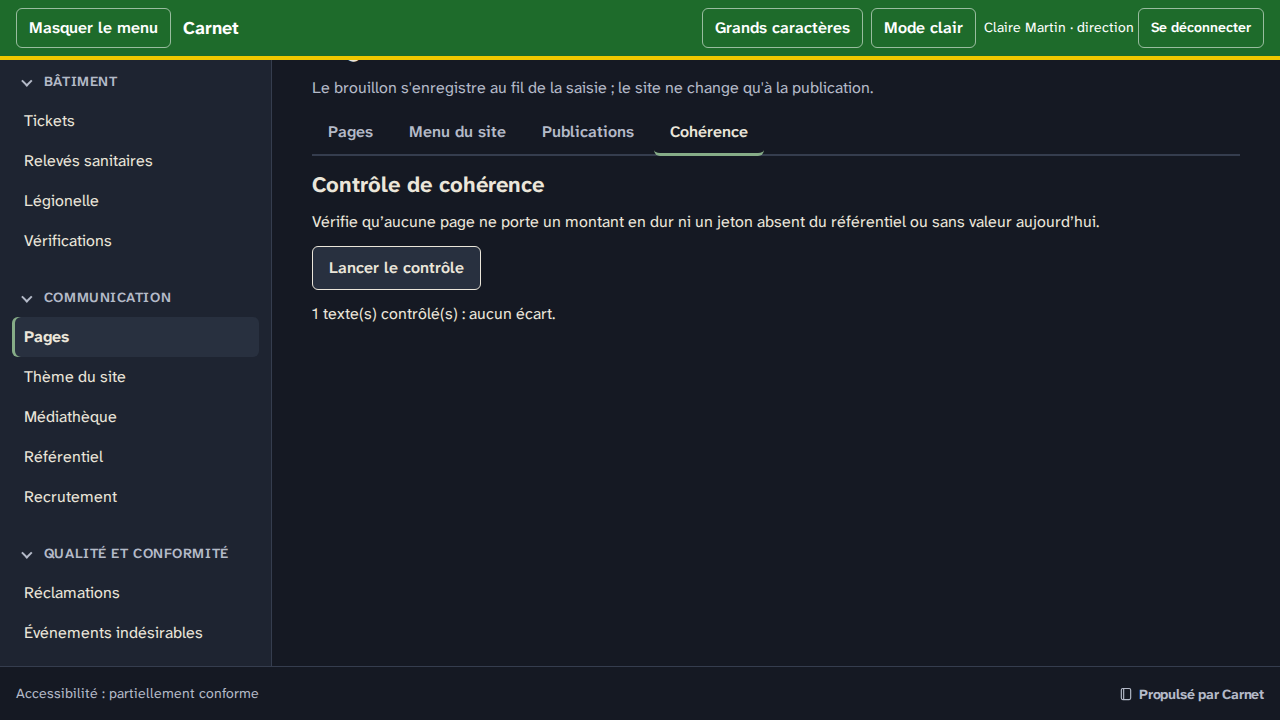 Masquer le menu
Carnet
Grands caractères
Mode clair
Claire Martin · direction
Se déconnecter
BÂTIMENT
Tickets
Relevés sanitaires
Légionelle
Vérifications
COMMUNICATION
Pages
Thème du site
Médiathèque
Référentiel
Recrutement
QUALITÉ ET CONFORMITÉ
Réclamations
Événements indésirables
Le brouillon s'enregistre au fil de la saisie ; le site ne change qu'à la publication.
Pages
Menu du site
Publications
Cohérence
Contrôle de cohérence
Vérifie qu’aucune page ne porte un montant en dur ni un jeton absent du référentiel ou sans valeur aujourd’hui.
Lancer le contrôle
1 texte(s) contrôlé(s) : aucun écart.
Accessibilité : partiellement conforme
Propulsé par Carnet